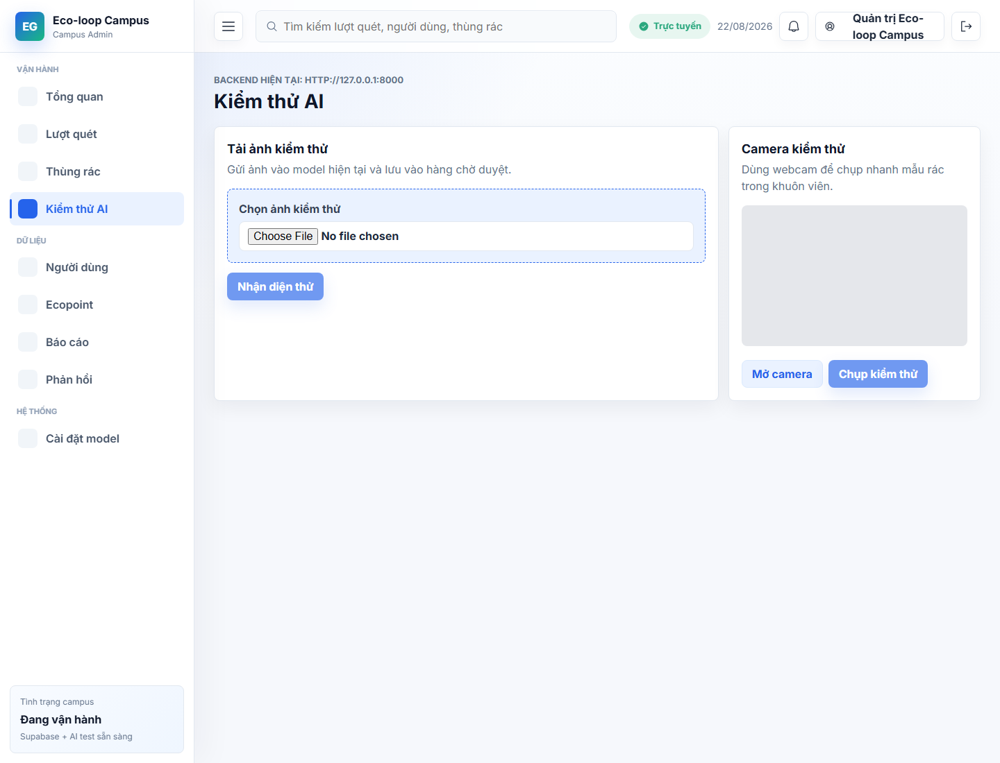 EG
Eco-loop Campus
Campus Admin
Tìm kiếm lượt quét, người dùng, thùng rác
Trực tuyến
22/08/2026
Quản trị Eco-
loop Campus
VẬN HÀNH
Tổng quan
Lượt quét
Thùng rác
Kiểm thử AI
DỮ LIỆU
Người dùng
Ecopoint
Báo cáo
Phản hồi
HỆ THỐNG
Cài đặt model
Tình trạng campus
Đang vận hành
Supabase + AI test sẵn sàng
BACKEND HIỆN TẠI: HTTP://127.0.0.1:8000
Kiểm thử AI
Tải ảnh kiểm thử
Gửi ảnh vào model hiện tại và lưu vào hàng chờ duyệt.
Chọn ảnh kiểm thử
Choose File No file chosen
Nhận diện thử
Camera kiểm thử
Dùng webcam để chụp nhanh mẫu rác
trong khuôn viên.
Mở camera
Chụp kiểm thử